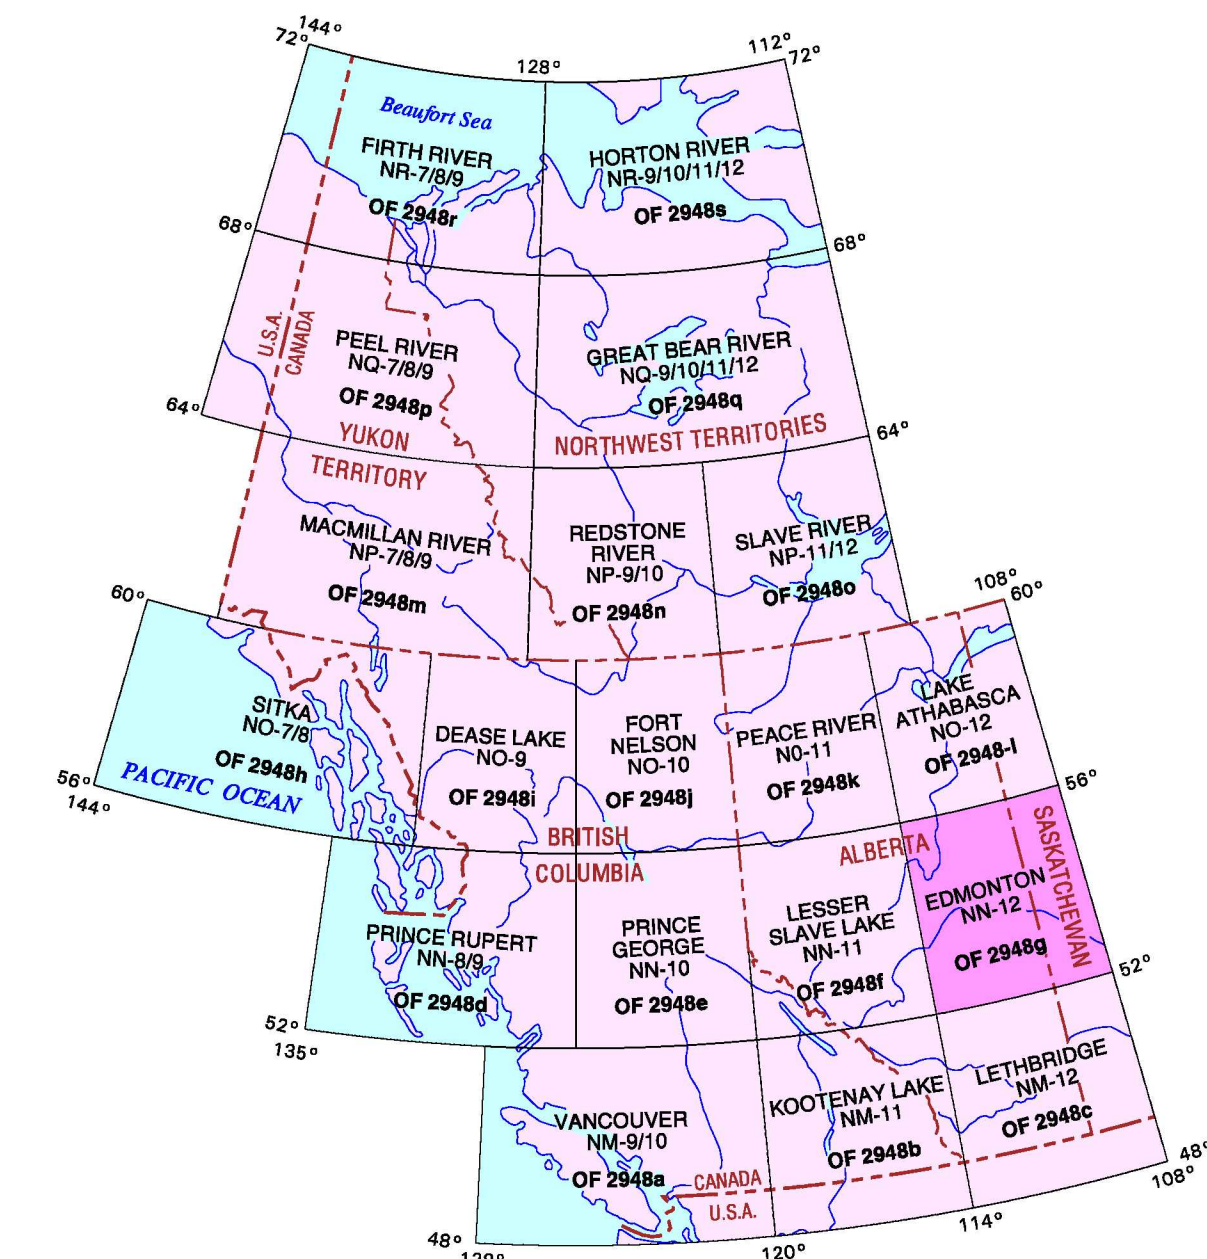 144°
72°
128°
112°
72°
Beaufort Sea
FIRTH RIVER
NR-7/8/9
OF 2948r
HORTON RIVER
NR-9/10/11/12
OF 2948s
68°
68°
U.S.A.
CANADA
PEEL RIVER
NQ-7/8/9
OF 2948p
GREAT BEAR RIVER
NQ-9/10/11/12
OF 2948q
64°
64°
YUKON
TERRITORY
NORTHWEST TERRITORIES
MACMILLAN RIVER
NP-7/8/9
OF 2948m
REDSTONE
RIVER
NP-9/10
OF 2948n
SLAVE RIVER
NP-11/12
OF 2948o
60°
108°
60°
SITKA
NO-7/8
OF 2948h
PACIFIC OCEAN
56°
144°
DEASE LAKE
NO-9
OF 2948i
FORT
NELSON
NO-10
OF 2948j
PEACE RIVER
N0-11
OF 2948k
LAKE
ATHABASCA
NO-12
OF 2948-l
56°
BRITISH
COLUMBIA
ALBERTA
SASKATCHEWAN
PRINCE RUPERT
NN-8/9
OF 2948d
PRINCE
GEORGE
NN-10
OF 2948e
LESSER
SLAVE LAKE
NN-11
OF 2948f
EDMONTON
NN-12
OF 2948g
52°
135°
52°
VANCOUVER
NM-9/10
OF 2948a
KOOTENAY LAKE
NM-11
OF 2948b
LETHBRIDGE
NM-12
OF 2948c
CANADA
U.S.A.
48°
128°
120°
114°
48°
108°